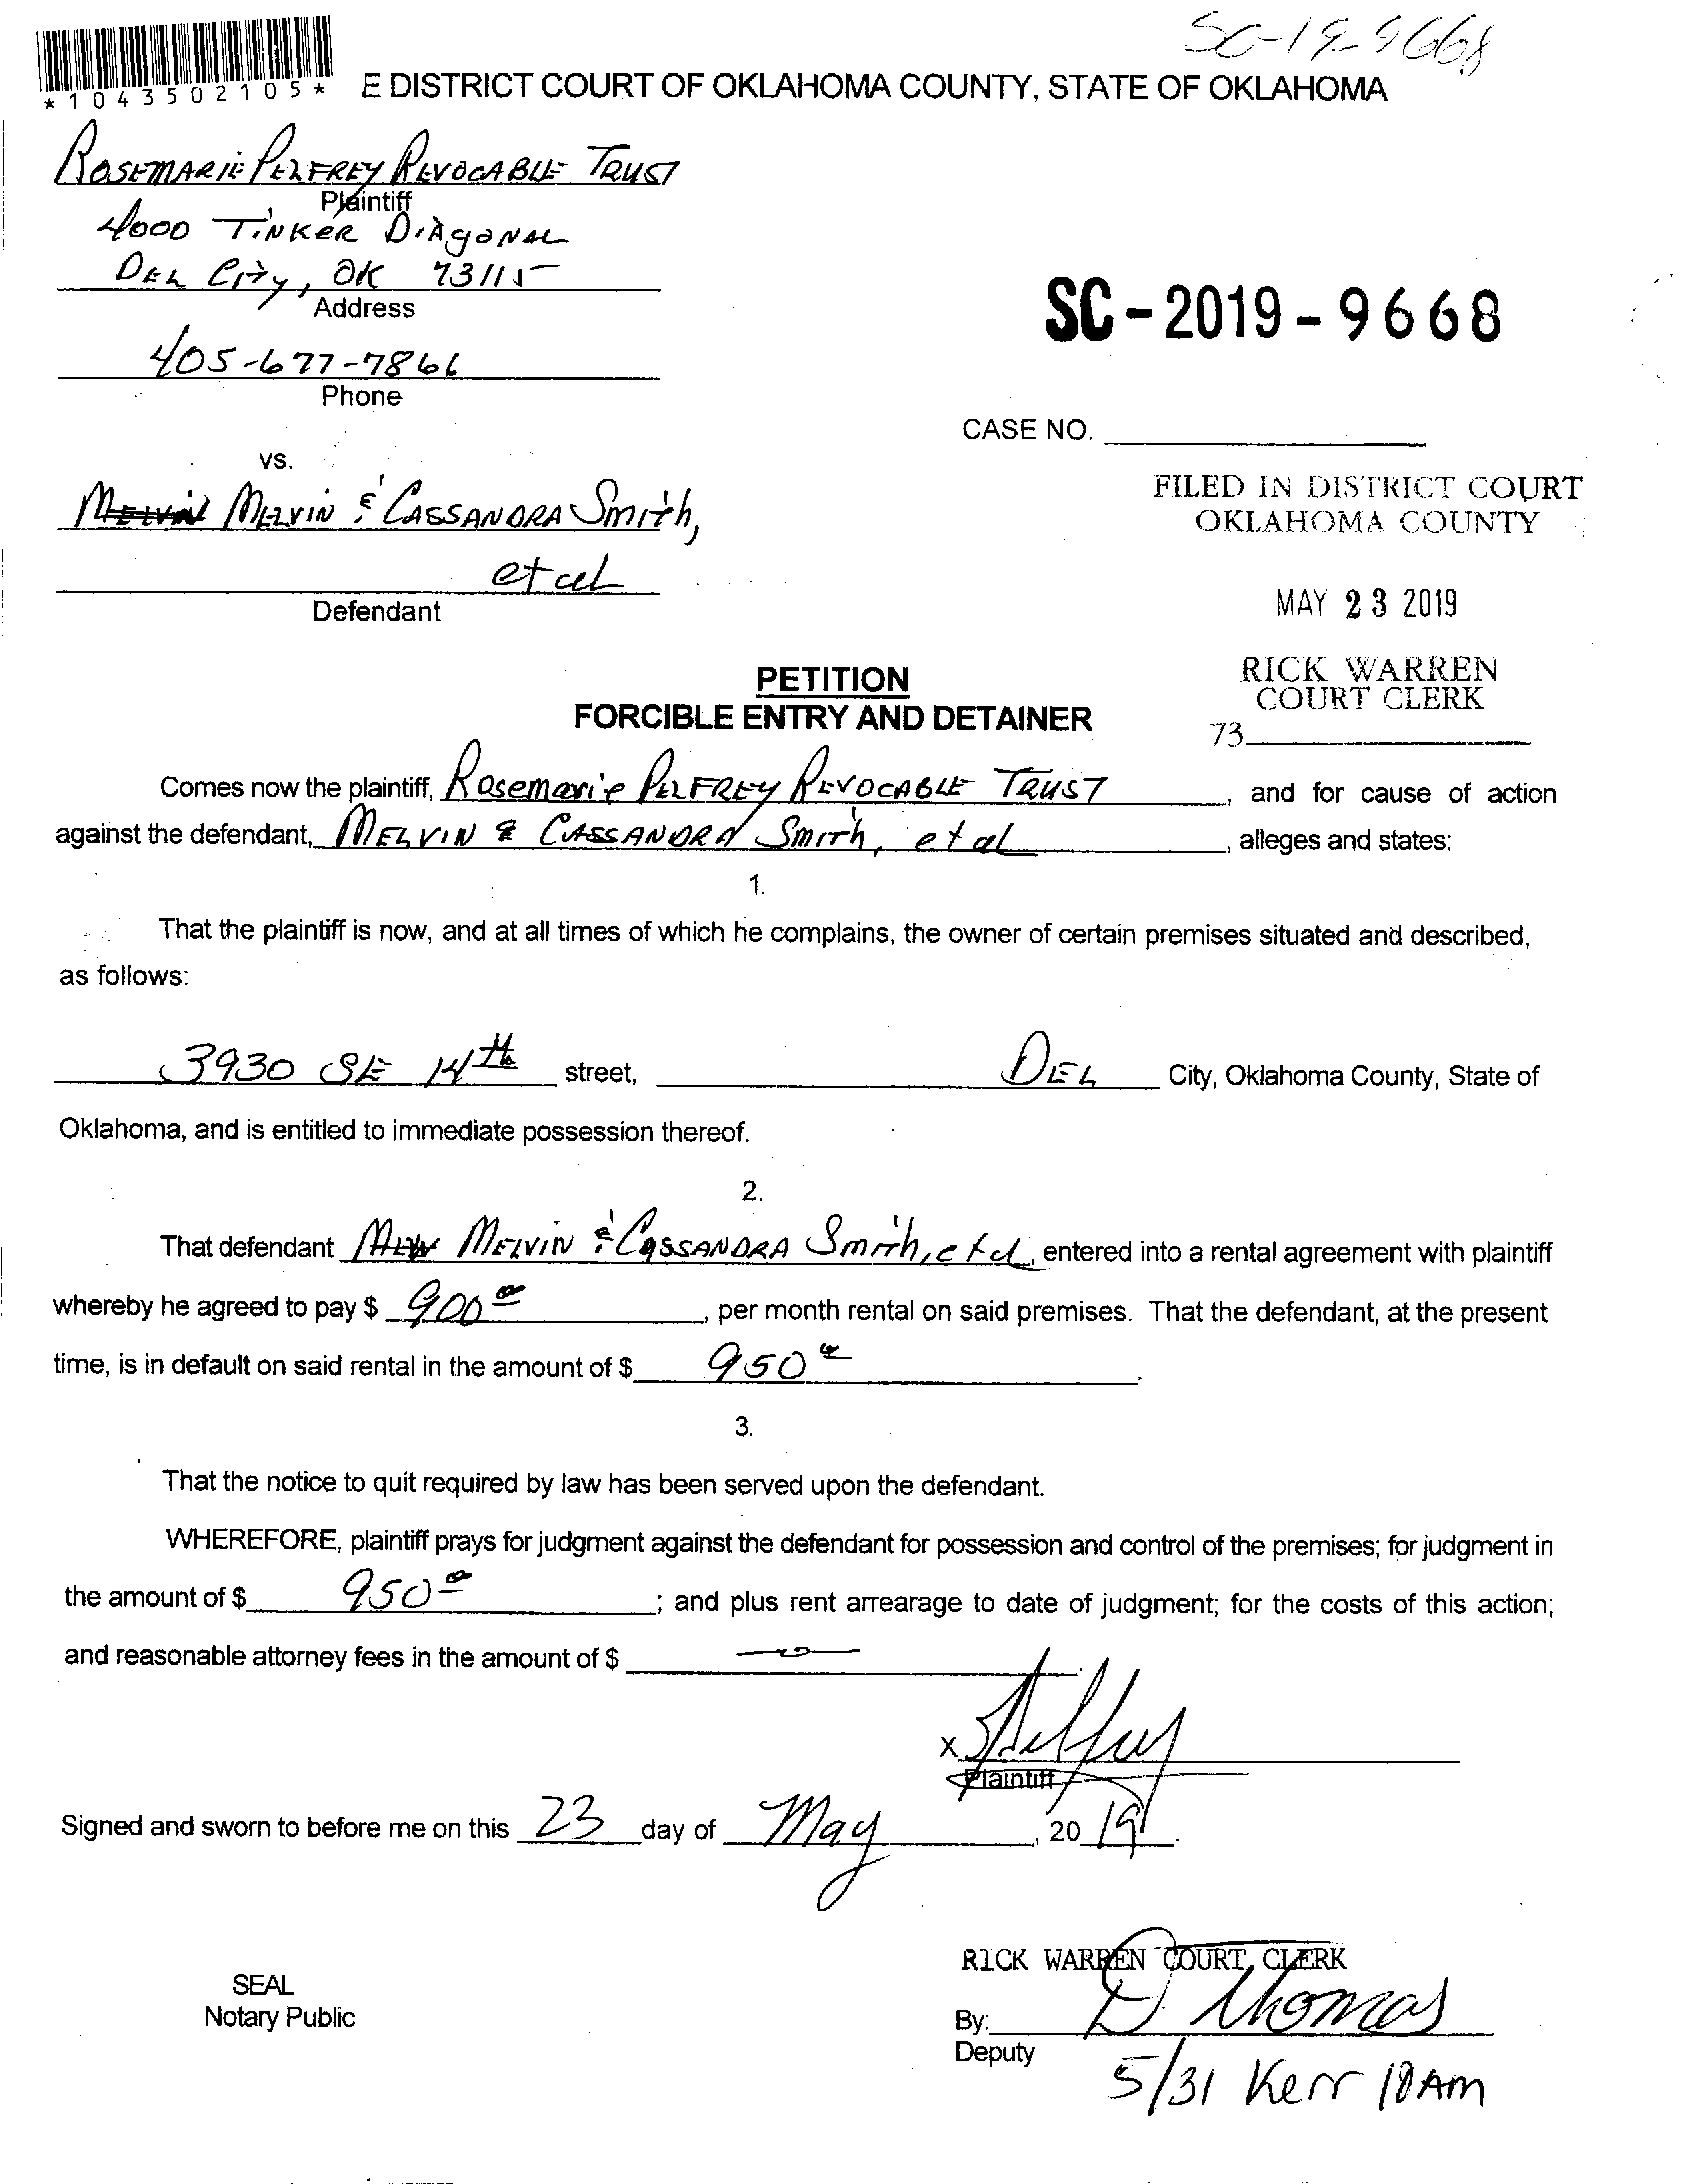 SC-19-9668
*1043502105*
E DISTRICT COURT OF OKLAHOMA COUNTY, STATE OF OKLAHOMA
ROSEMARIE PELFREY REVOCABLE TRUST
Plaintiff
4000 TINKER DIAGONAL
DEL City, OK 73115
Address
SC-2019-9668
405-677-7866
Phone
CASE NO.
vs.
MELVIN MELVIN & CASSANDRA Smith,
et al
Defendant
FILED IN DISTRICT COURT
OKLAHOMA COUNTY
MAY 23 2019
RICK WARREN
COURT CLERK
73
PETITION
FORCIBLE ENTRY AND DETAINER
Comes now the plaintiff, Rosemarie PELFREY REVOCABLE TRUST, and for cause of action
against the defendant, MELVIN & CASSANDRA Smith, et al, alleges and states:
1.
That the plaintiff is now, and at all times of which he complains, the owner of certain premises situated and described,
as follows:
3930 SE 14th street, DEL City, Oklahoma County, State of
Oklahoma, and is entitled to immediate possession thereof.
2.
That defendant MELVIN & CASSANDRA Smith, et al, entered into a rental agreement with plaintiff
whereby he agreed to pay $ 900, per month rental on said premises. That the defendant, at the present
time, is in default on said rental in the amount of $ 950.
3.
That the notice to quit required by law has been served upon the defendant.
WHEREFORE, plaintiff prays for judgment against the defendant for possession and control of the premises; for judgment in
the amount of $ 950; and plus rent arrearage to date of judgment; for the costs of this action;
and reasonable attorney fees in the amount of $ -0-
X
Plaintiff
Signed and sworn to before me on this 23 day of May, 20 19.
RICK WARREN COURT CLERK
SEAL
Notary Public
By: D Thomas
Deputy
5/31 Kerr 10 AM